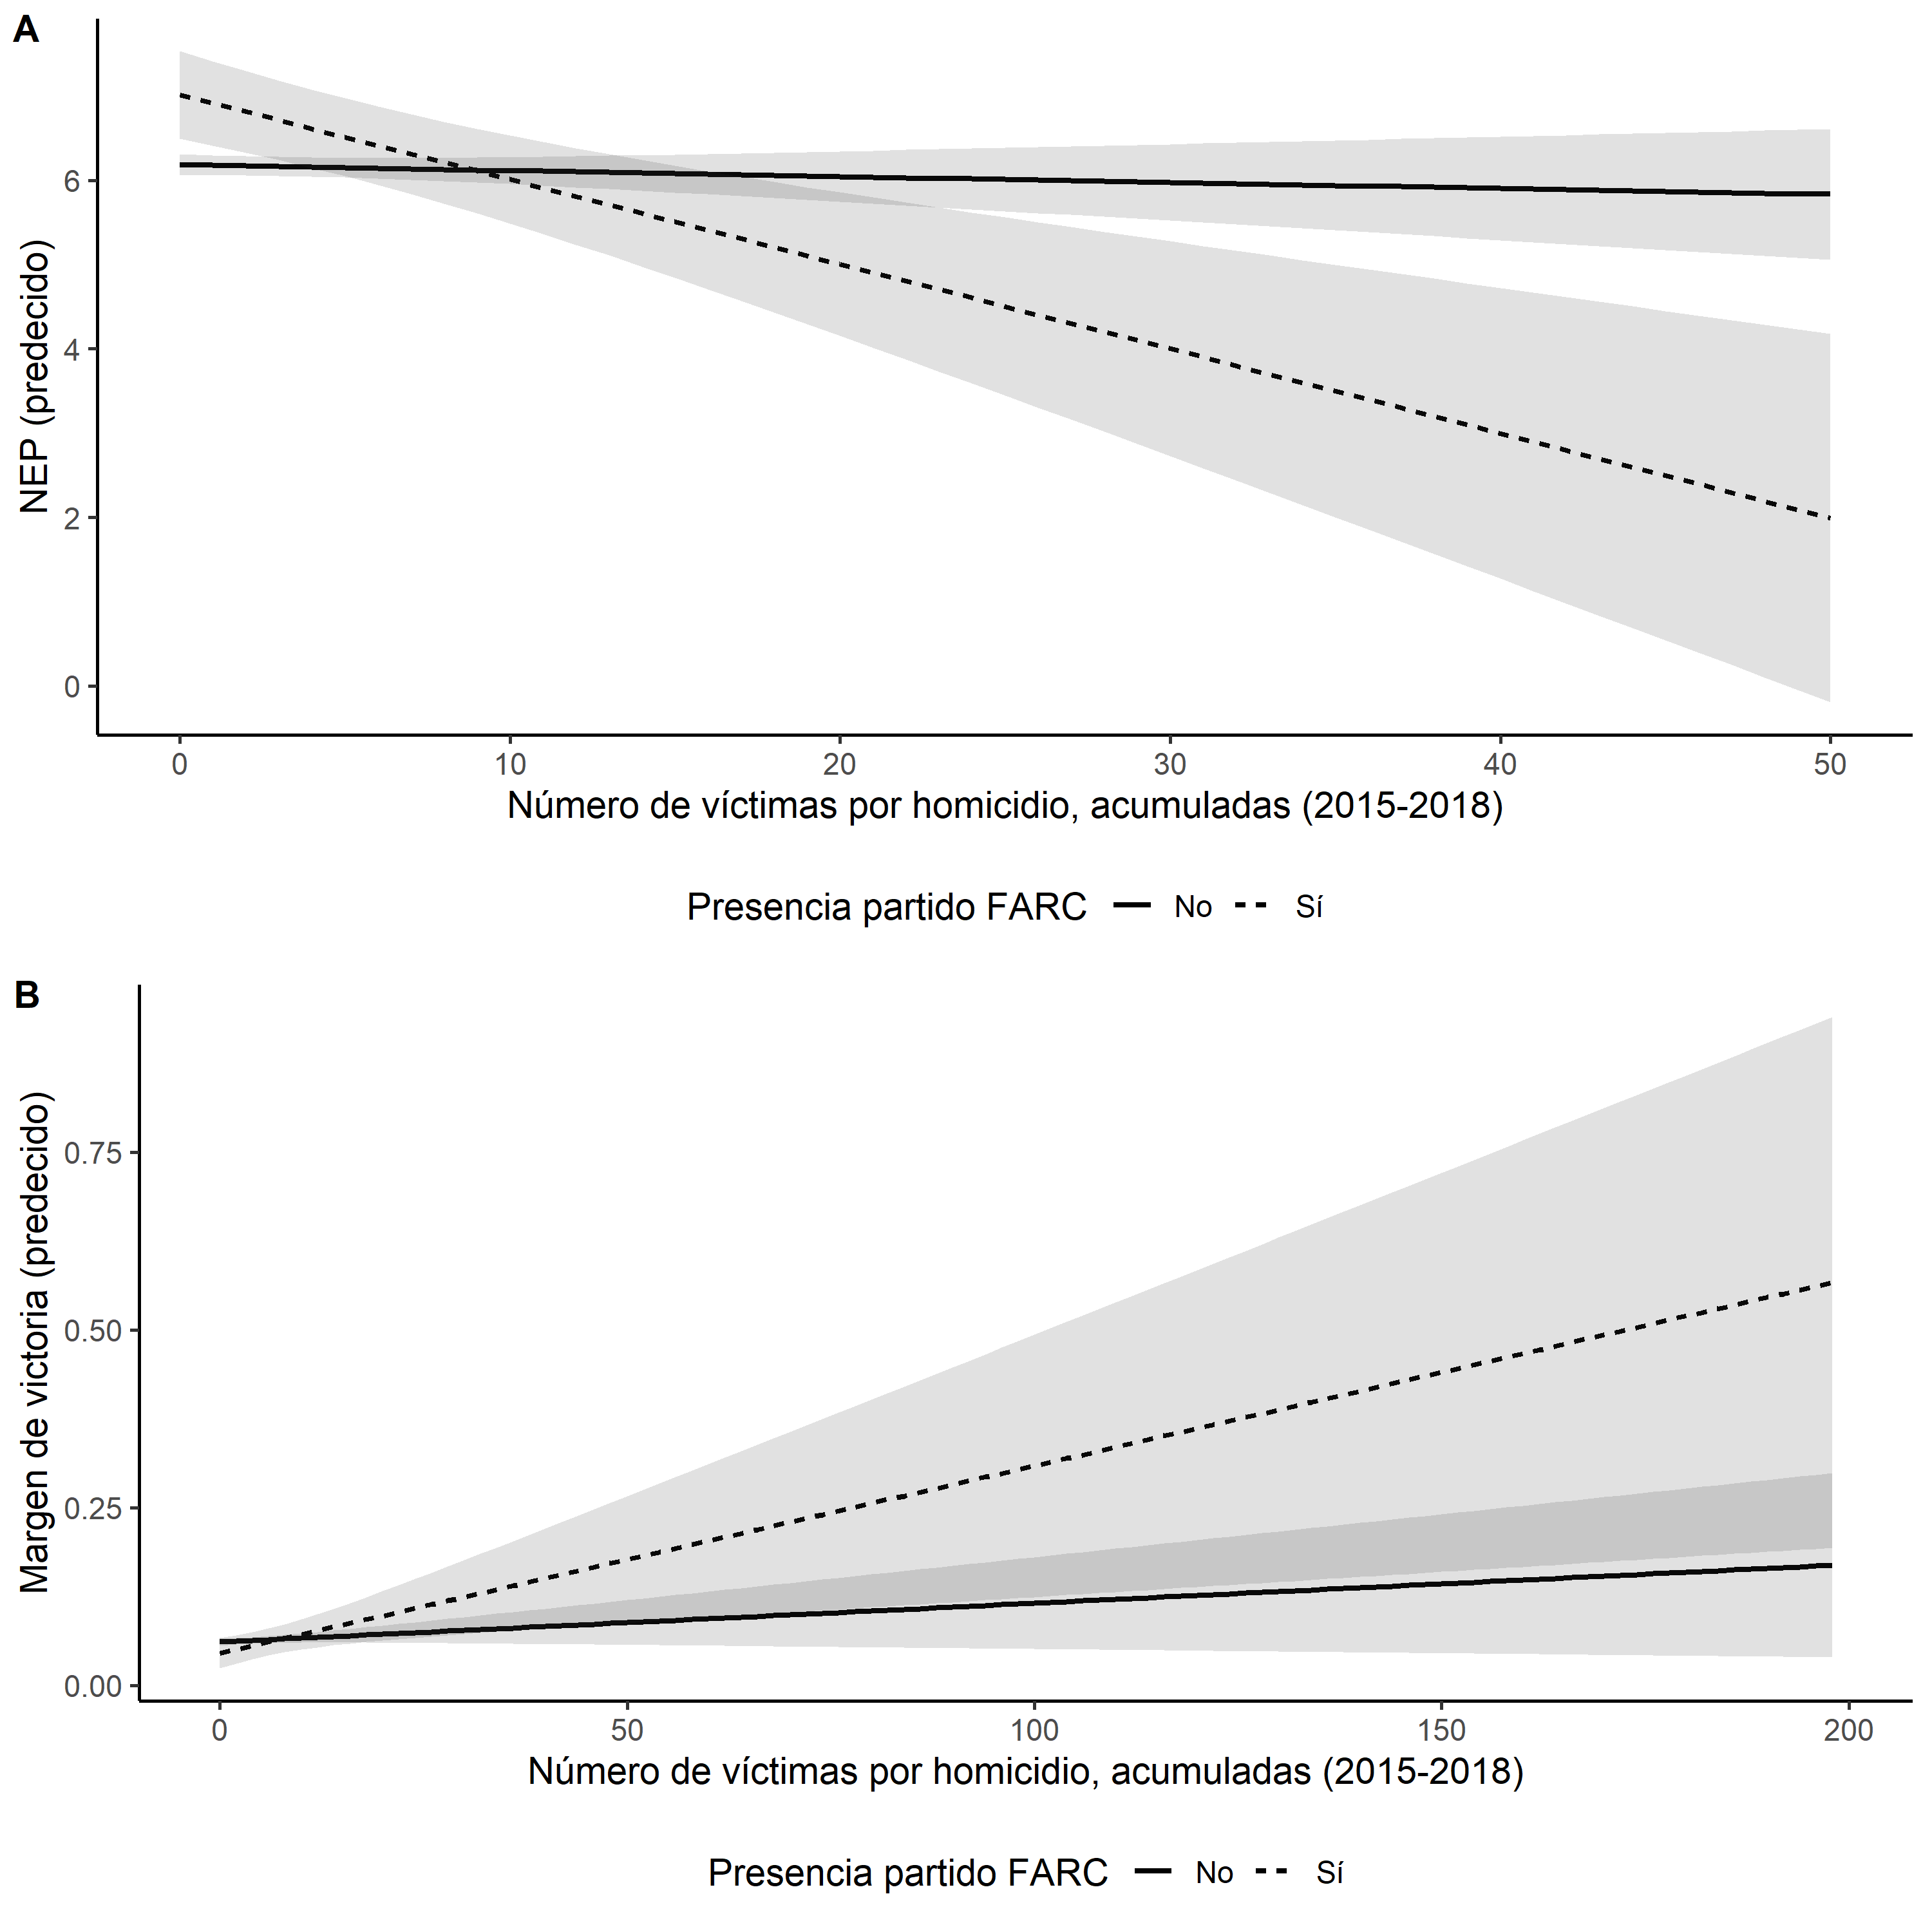 A
NEP (predecido)
6
4
2
0
0 10 20 30 40 50
Número de víctimas por homicidio, acumuladas (2015-2018)
Presencia partido FARC No Sí
B
Margen de victoria (predecido)
0.75
0.50
0.25
0.00
0 50 100 150 200
Número de víctimas por homicidio, acumuladas (2015-2018)
Presencia partido FARC No Sí